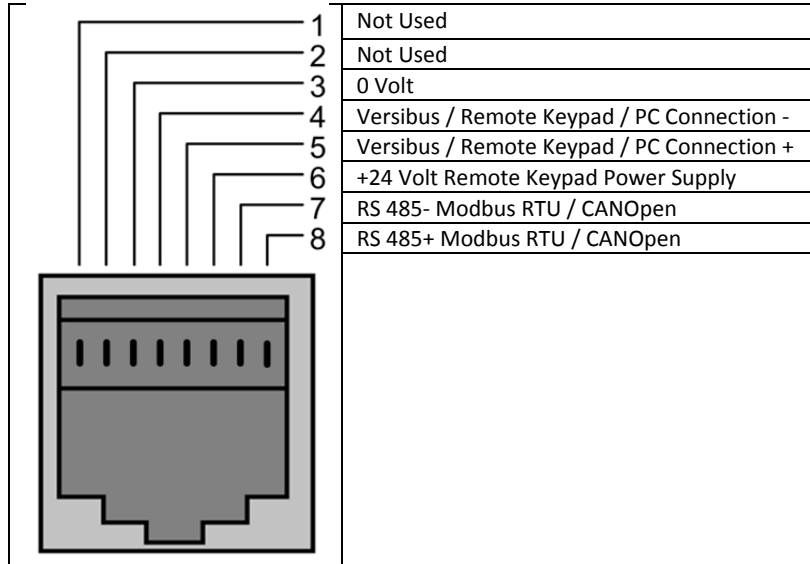 1 Not Used
2 Not Used
3 0 Volt
4 Versibus / Remote Keypad / PC Connection -
5 Versibus / Remote Keypad / PC Connection +
6 +24 Volt Remote Keypad Power Supply
7 RS 485- Modbus RTU / CANOpen
8 RS 485+ Modbus RTU / CANOpen